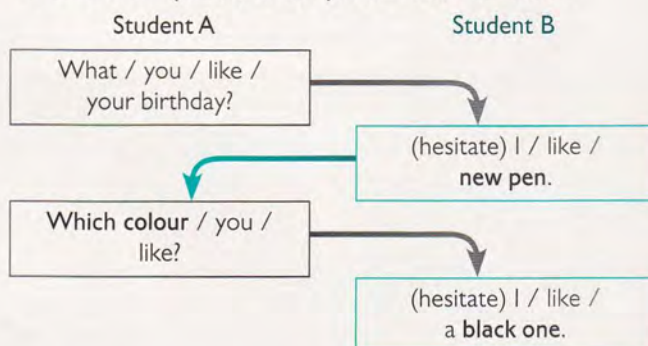 Student A
Student B
What / you / like /
your birthday?
(hesitate) I / like /
new pen.
Which colour / you /
like?
(hesitate) I / like /
a black one.